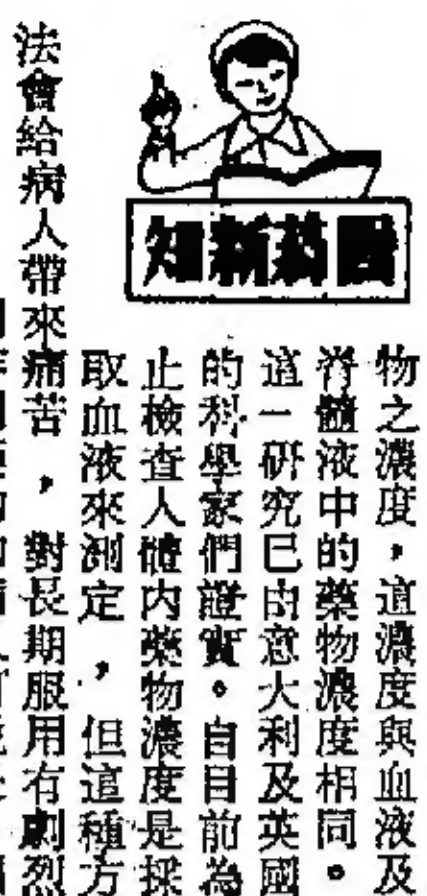 醫藥新知
物之濃度，這濃度與血液及
脊髓液中的藥物濃度相同。
這一研究已由意大利及英國
的科學家們證實。自目前為
止檢查人體內藥物濃度是採
取血液來測定，但這種方
法會給病人帶來痛苦，對長期服用有劇烈